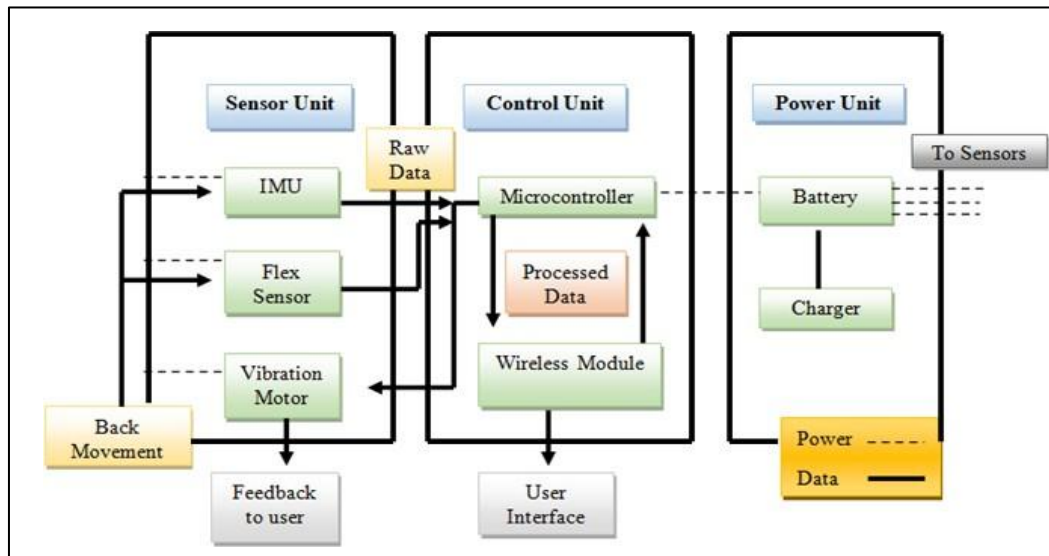 Sensor Unit
Control Unit
Power Unit
Raw
Data
To Sensors
IMU
Microcontroller
Battery
Flex
Sensor
Processed
Data
Charger
Vibration
Motor
Wireless Module
Back
Movement
Power
Data
Feedback
to user
User
Interface